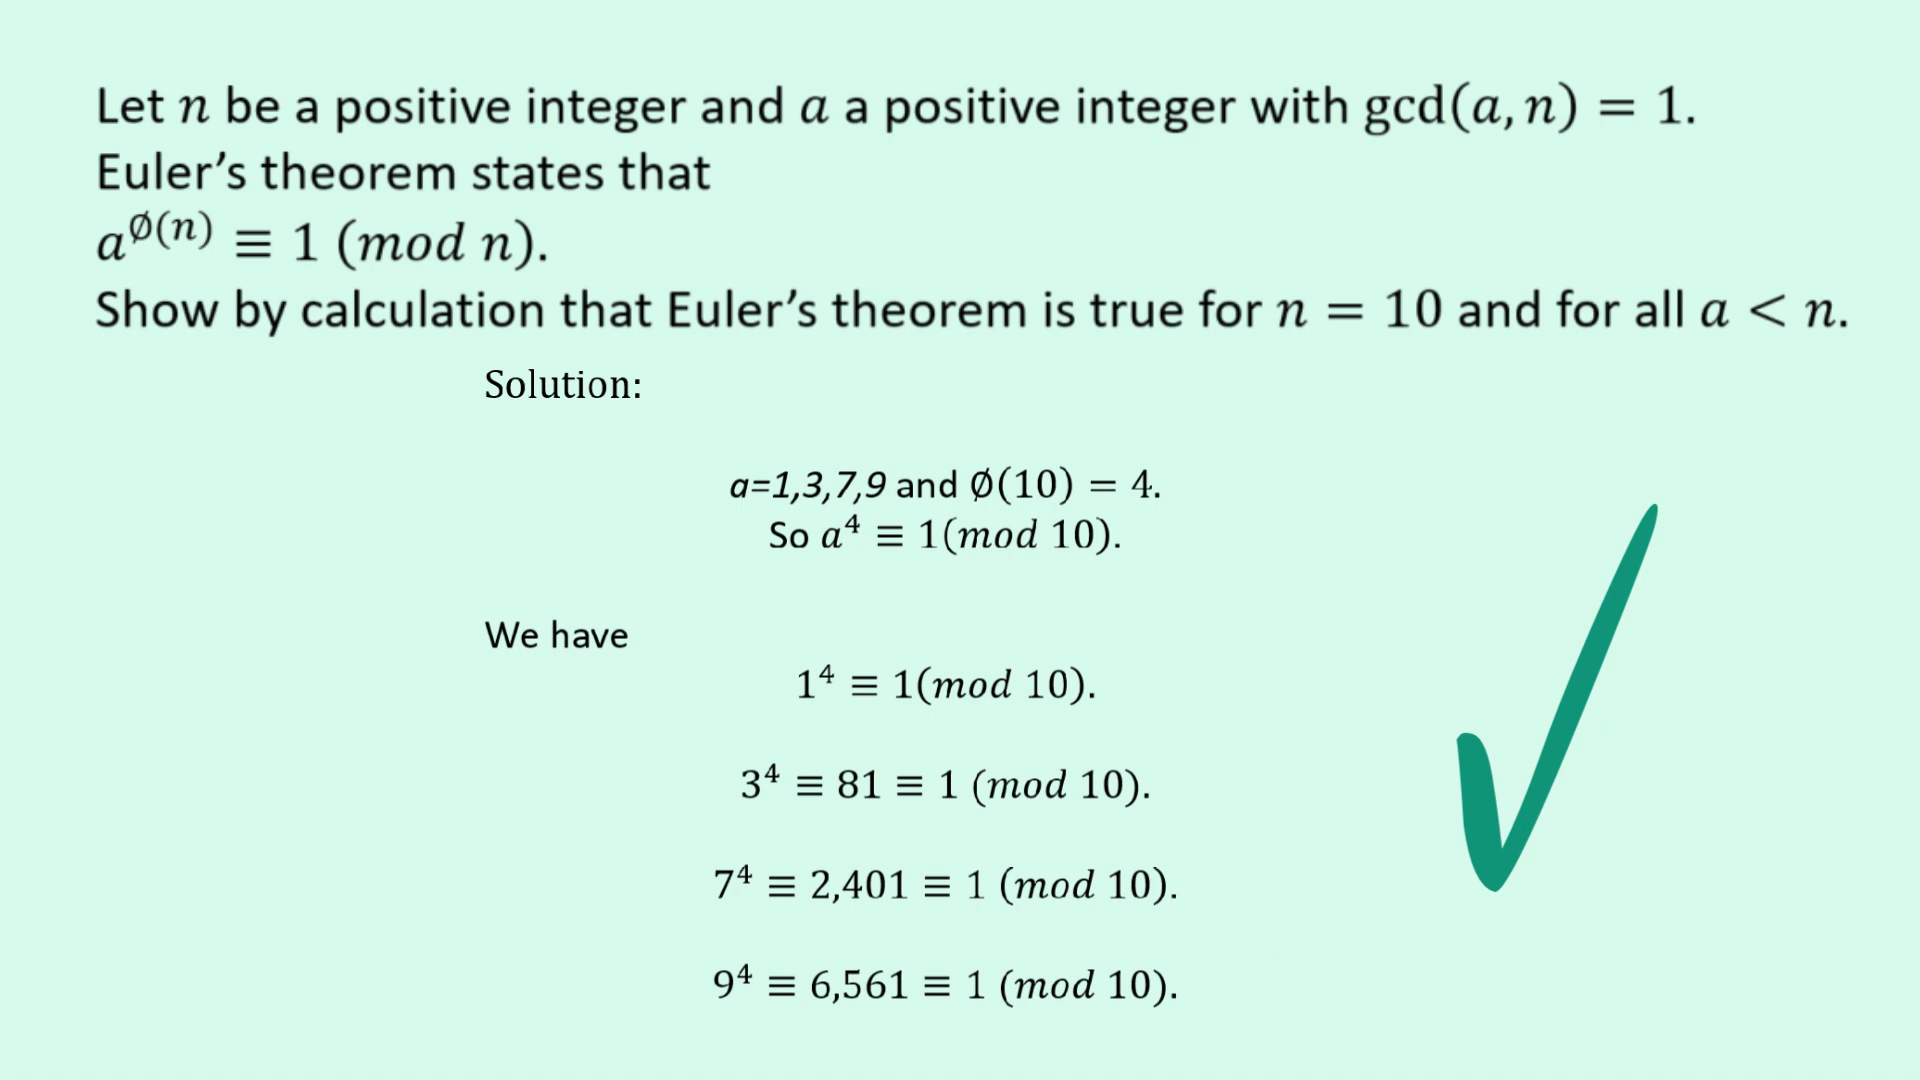 Let n be a positive integer and a a positive integer with gcd(a, n) = 1.
Euler’s theorem states that
a^∅(n) ≡ 1 (mod n).
Show by calculation that Euler’s theorem is true for n = 10 and for all a < n.
Solution:
a=1,3,7,9 and ∅(10) = 4.
So a⁴ ≡ 1(mod 10).
We have
1⁴ ≡ 1(mod 10).
3⁴ ≡ 81 ≡ 1 (mod 10).
7⁴ ≡ 2,401 ≡ 1 (mod 10).
9⁴ ≡ 6,561 ≡ 1 (mod 10).